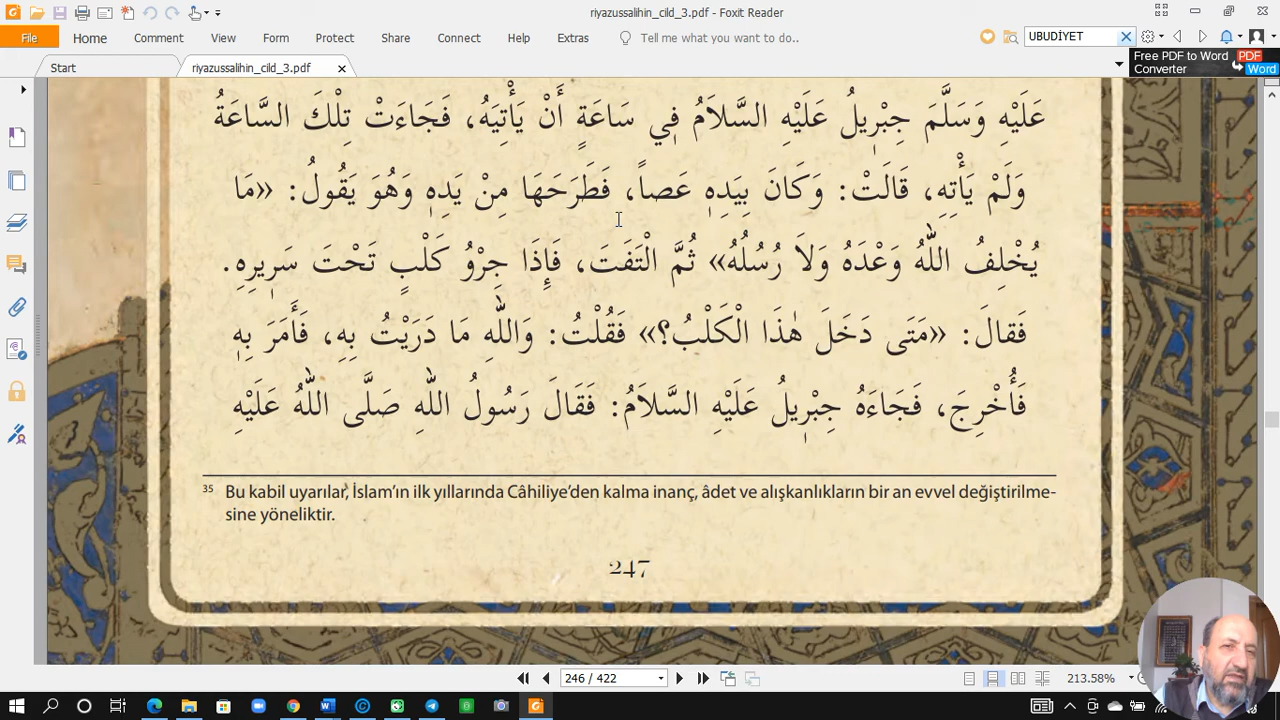 riyazussalihin_cild_3.pdf - Foxit Reader
File Home Comment View Form Protect Share Connect Help Extras Tell me what you want to do.. UBUDİYET
Start riyazussalihin_cild_3.pdf
Free PDF to Word Converter PDF Word
عَلَيْهِ وَسَلَّمَ جِبْرِيلُ عَلَيْهِ السَّلاَمُ فِي سَاعَةٍ أَنْ يَأْتِيَهُ، فَجَاءَتْ تِلْكَ السَّاعَةُ
وَلَمْ يَأْتِهِ، قَالَتْ: وَكَانَ بِيَدِهِ عَصاً، فَطَرَحَهَا مِنْ يَدِهِ وَهُوَ يَقُولُ: «مَا
يُخْلِفُ اللّٰهُ وَعْدَهُ وَلاَ رُسُلُهُ» ثُمَّ الْتَفَتَ، فَإِذَا جِرْوُ كَلْبٍ تَحْتَ سَرِيرِهِ.
فَقالَ: «مَتَى دَخَلَ هٰذَا الْكَلْبُ؟» فَقُلْتُ: وَاللّٰهِ مَا دَرَيْتُ بِهِ، فَأَمَرَ بِهِ
فَأُخْرِجَ، فَجَاءَهُ جِبْرِيلُ عَلَيْهِ السَّلاَمُ: فَقَالَ رَسُولُ اللّٰهِ صَلَّى اللّٰهُ عَلَيْهِ
35 Bu kabil uyarılar, İslam’ın ilk yıllarında Câhiliye’den kalma inanç, âdet ve alışkanlıkların bir an evvel değiştirilme-
sine yöneliktir.
247
246 / 422 213.58%